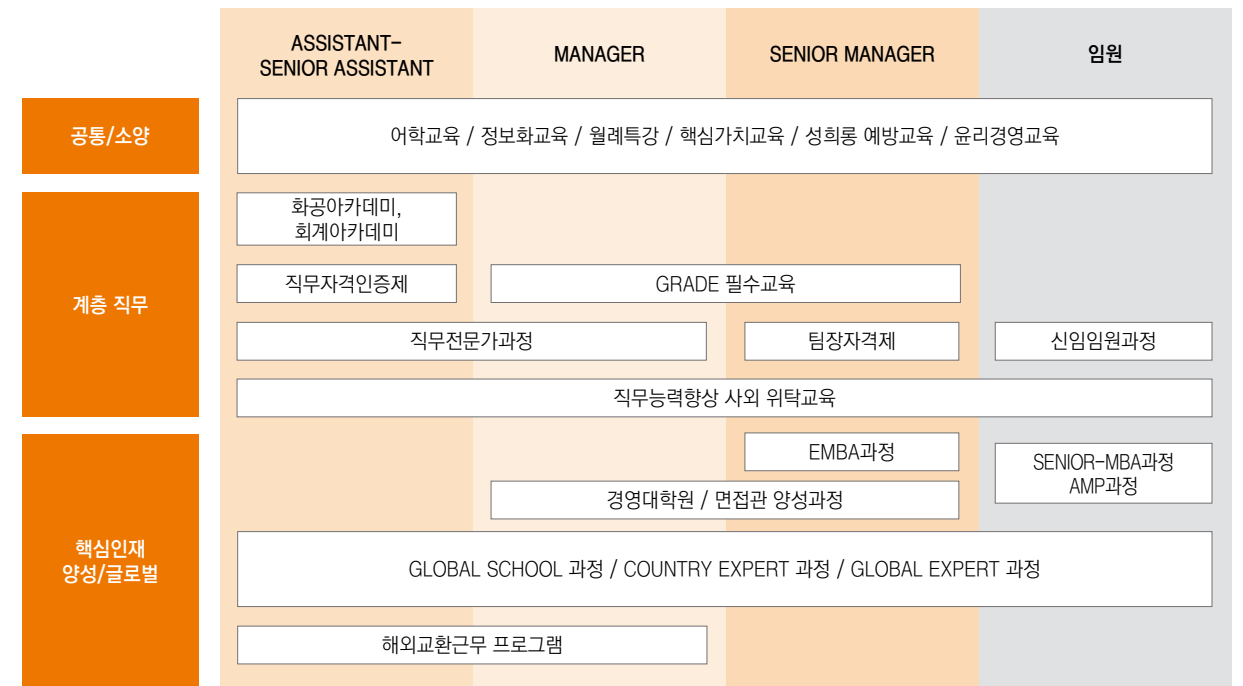 ASSISTANT-
SENIOR ASSISTANT
MANAGER
SENIOR MANAGER
임원
공통/소양
어학교육 / 정보화교육 / 월례특강 / 핵심가치교육 / 성희롱 예방교육 / 윤리경영교육
계층 직무
화공아카데미,
회계아카데미
직무자격인증제
GRADE 필수교육
직무전문가과정
팀장자격제
신임임원과정
직무능력향상 사외 위탁교육
핵심인재
양성/글로벌
EMBA과정
SENIOR-MBA과정
AMP과정
경영대학원 / 면접관 양성과정
GLOBAL SCHOOL 과정 / COUNTRY EXPERT 과정 / GLOBAL EXPERT 과정
해외교환근무 프로그램